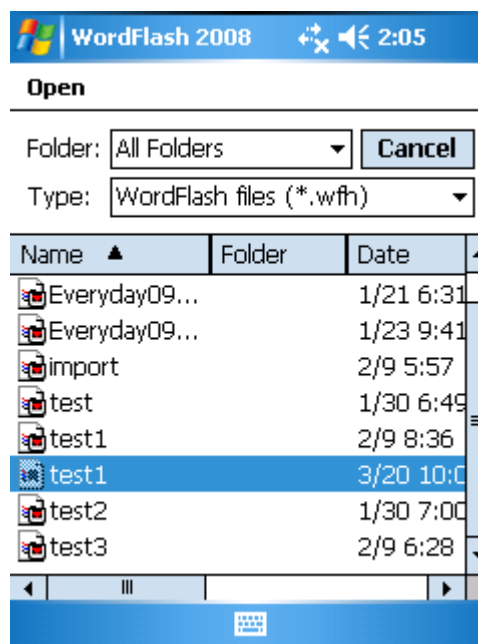 WordFlash 2008 2:05
Open
Folder: All Folders Cancel
Type: WordFlash files (*.wfh)
Name Folder Date
Everyday09... 1/21 6:31
Everyday09... 1/23 9:41
import 2/9 5:57
test 1/30 6:49
test1 2/9 8:36
test1 3/20 10:0
test2 1/30 7:00
test3 2/9 6:28